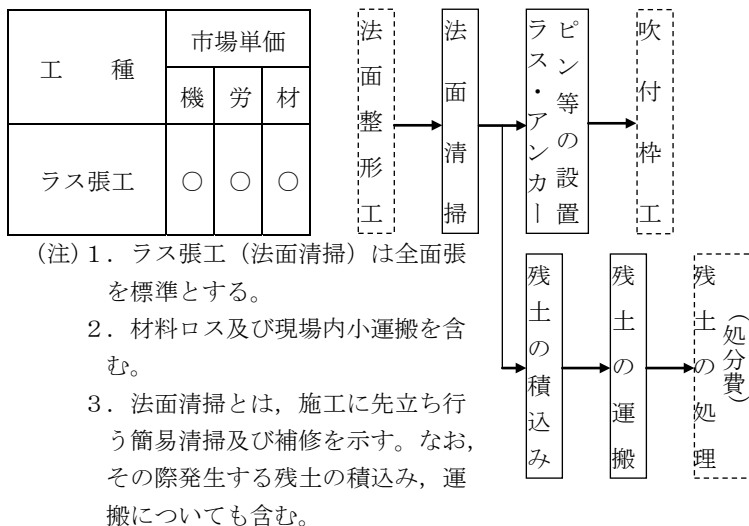 工　種
市場単価
機 労 材
ラス張工 ○ ○ ○
法面整形工
法面清掃
ラス・アンカー
ピン等の設置
吹付枠工
残土の積込み
残土の運搬
残土の処理
（処分費）
(注) 1．ラス張工（法面清掃）は全面張
を標準とする。
2．材料ロス及び現場内小運搬を含
む。
3．法面清掃とは，施工に先立ち行
う簡易清掃及び補修を示す。なお，
その際発生する残土の積込み，運
搬についても含む。